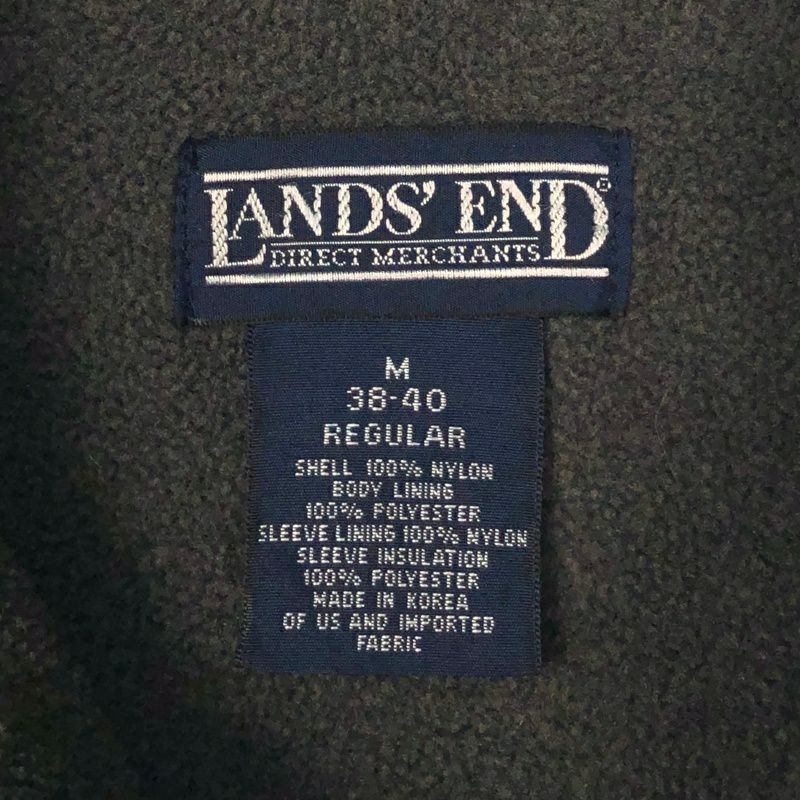 LANDS' END®
DIRECT MERCHANTS
M
38-40
REGULAR
SHELL 100% NYLON
BODY LINING
100% POLYESTER
SLEEVE LINING 100% NYLON
SLEEVE INSULATION
100% POLYESTER
MADE IN KOREA
OF US AND IMPORTED
FABRIC